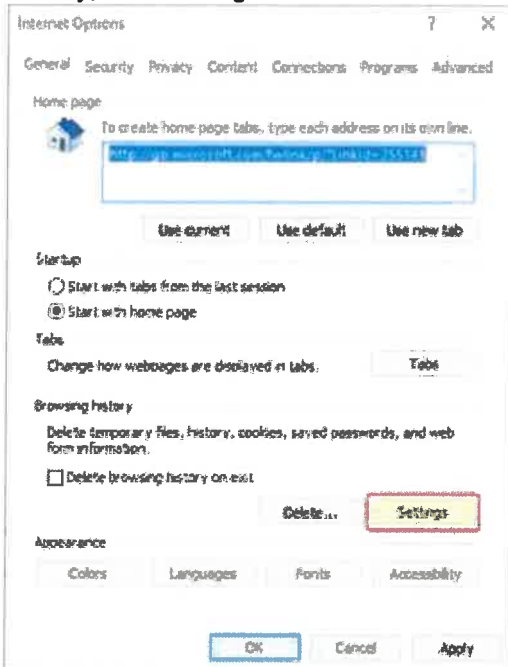 Internet Options ? X
General Security Privacy Content Connections Programs Advanced
Home page
To create home page tabs, type each address on its own line.
Use current Use default Use new tab
Startup
Start with tabs from the last session
Start with home page
Tabs
Change how webpages are displayed in tabs. Tabs
Browsing history
Delete temporary files, history, cookies, saved passwords, and web
form information.
Delete browsing history on exit
Delete... Settings
Appearance
Colors Languages Fonts Accessibility
OK Cancel Apply